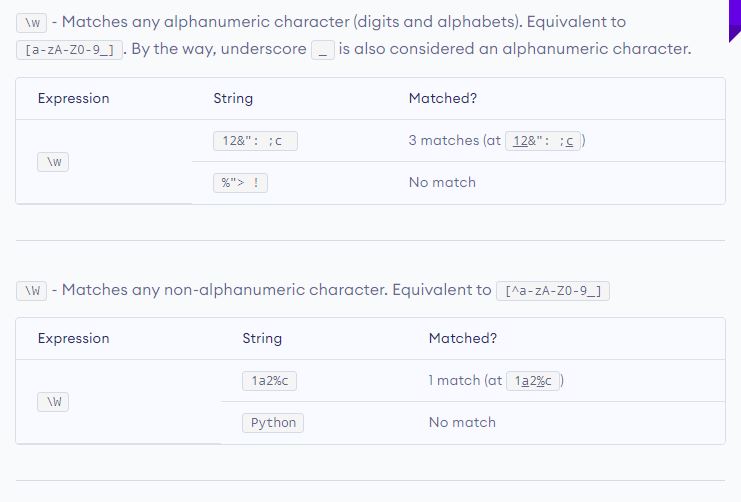 \w - Matches any alphanumeric character (digits and alphabets). Equivalent to
[a-zA-Z0-9_]. By the way, underscore _ is also considered an alphanumeric character.
Expression String Matched?
12&": ;c 3 matches (at 12&": ;c)
\w
%"> ! No match
\W - Matches any non-alphanumeric character. Equivalent to [^a-zA-Z0-9_]
Expression String Matched?
1a2%c 1 match (at 1a2%c)
\W
Python No match